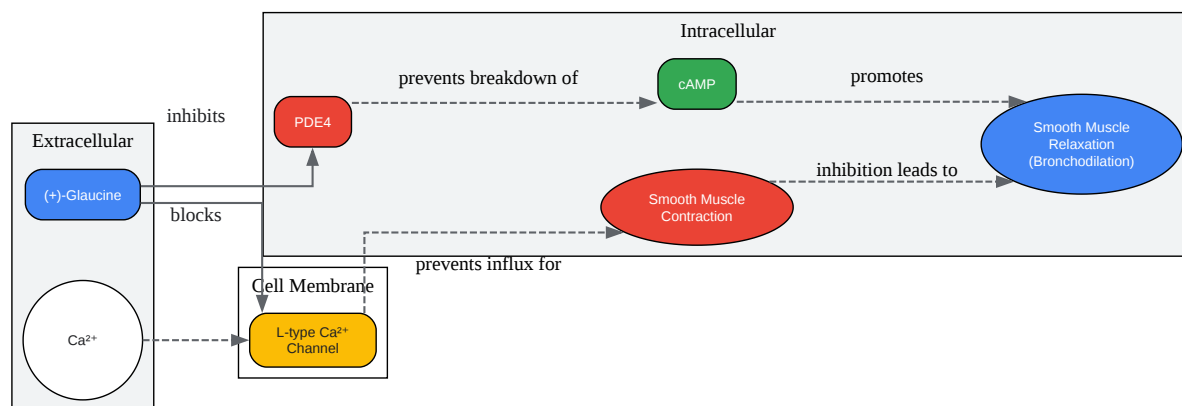 Intracellular
prevents breakdown of
cAMP
promotes
inhibits
PDE4
Smooth Muscle
Relaxation
(Bronchodilation)
Extracellular
(+)-Glaucine
inhibition leads to
blocks
Smooth Muscle
Contraction
prevents influx for
Cell Membrane
Ca²⁺
L-type Ca²⁺
Channel